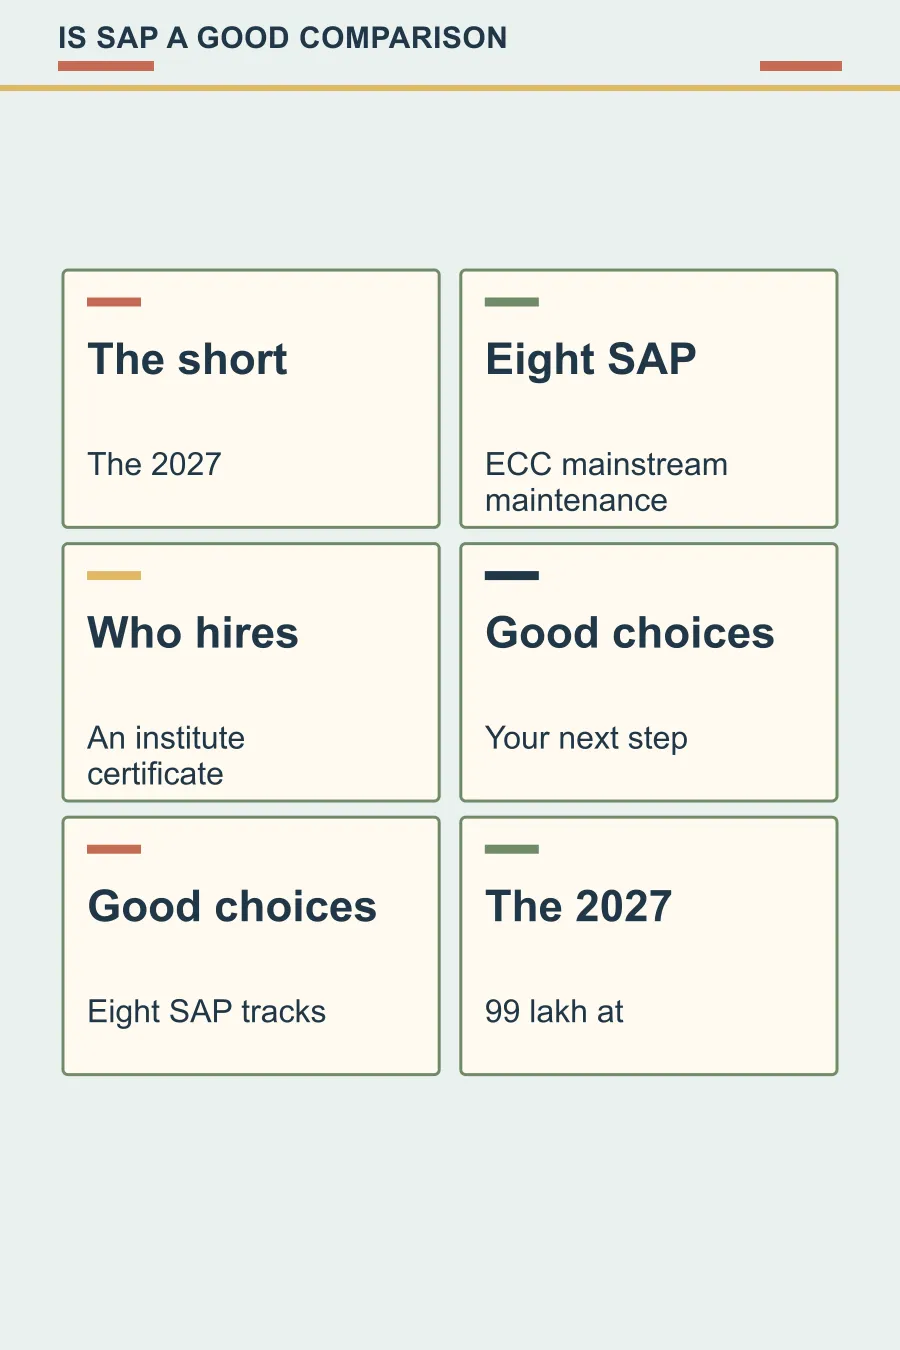 IS SAP A GOOD COMPARISON
The short
The 2027
Eight SAP
ECC mainstream
maintenance
Who hires
An institute
certificate
Good choices
Your next step
Good choices
Eight SAP tracks
The 2027
99 lakh at